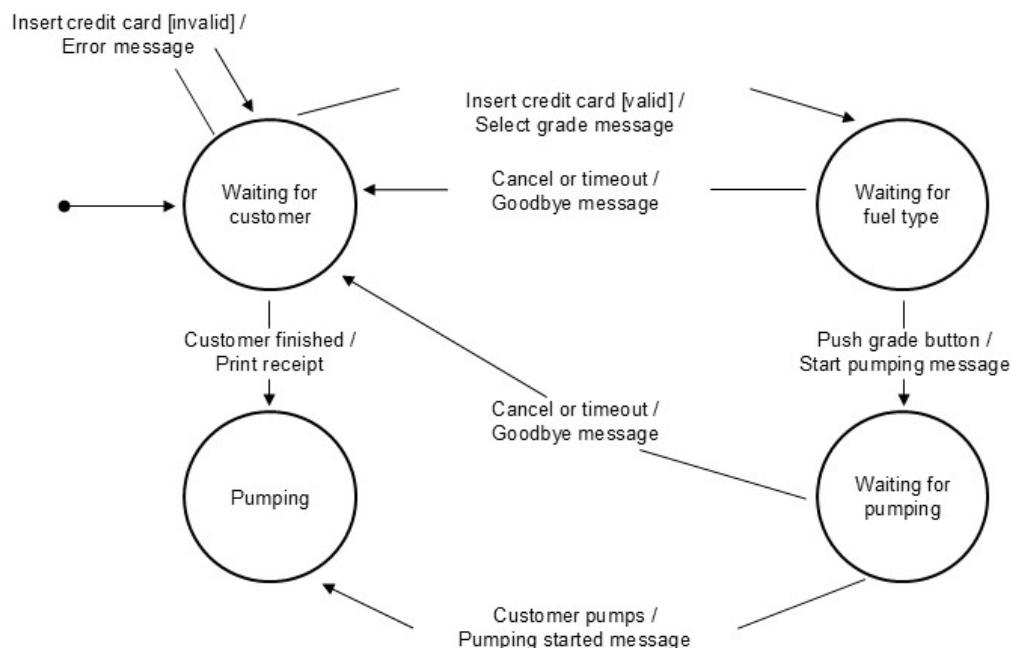 Insert credit card [invalid] /
Error message
Insert credit card [valid] /
Select grade message
Waiting for
customer
Cancel or timeout /
Goodbye message
Waiting for
fuel type
Customer finished /
Print receipt
Push grade button /
Start pumping message
Cancel or timeout /
Goodbye message
Pumping
Waiting for
pumping
Customer pumps /
Pumping started message